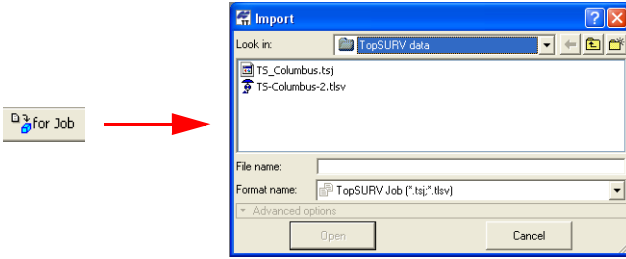 Import
Look in: TopSURV data
TS_Columbus.tsj
TS-Columbus-2.tlsv
for Job
File name:
Format name: TopSURV Job (*.tsj;*.tlsv)
Advanced options
Open Cancel